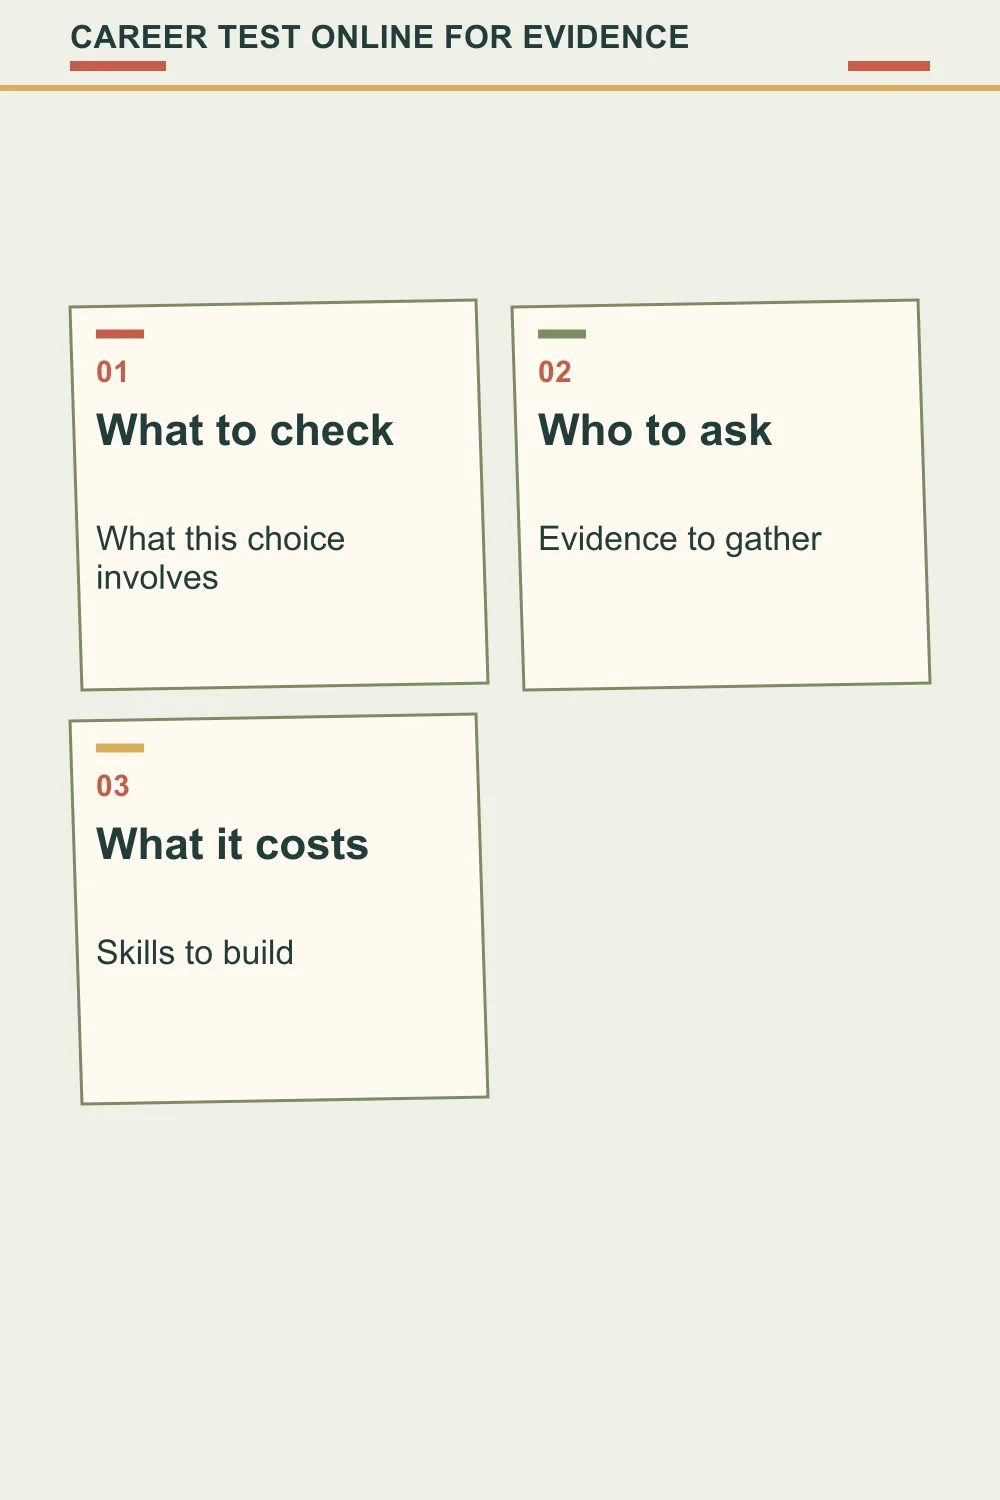 CAREER TEST ONLINE FOR EVIDENCE
01
What to check
What this choice
involves
02
Who to ask
Evidence to gather
03
What it costs
Skills to build